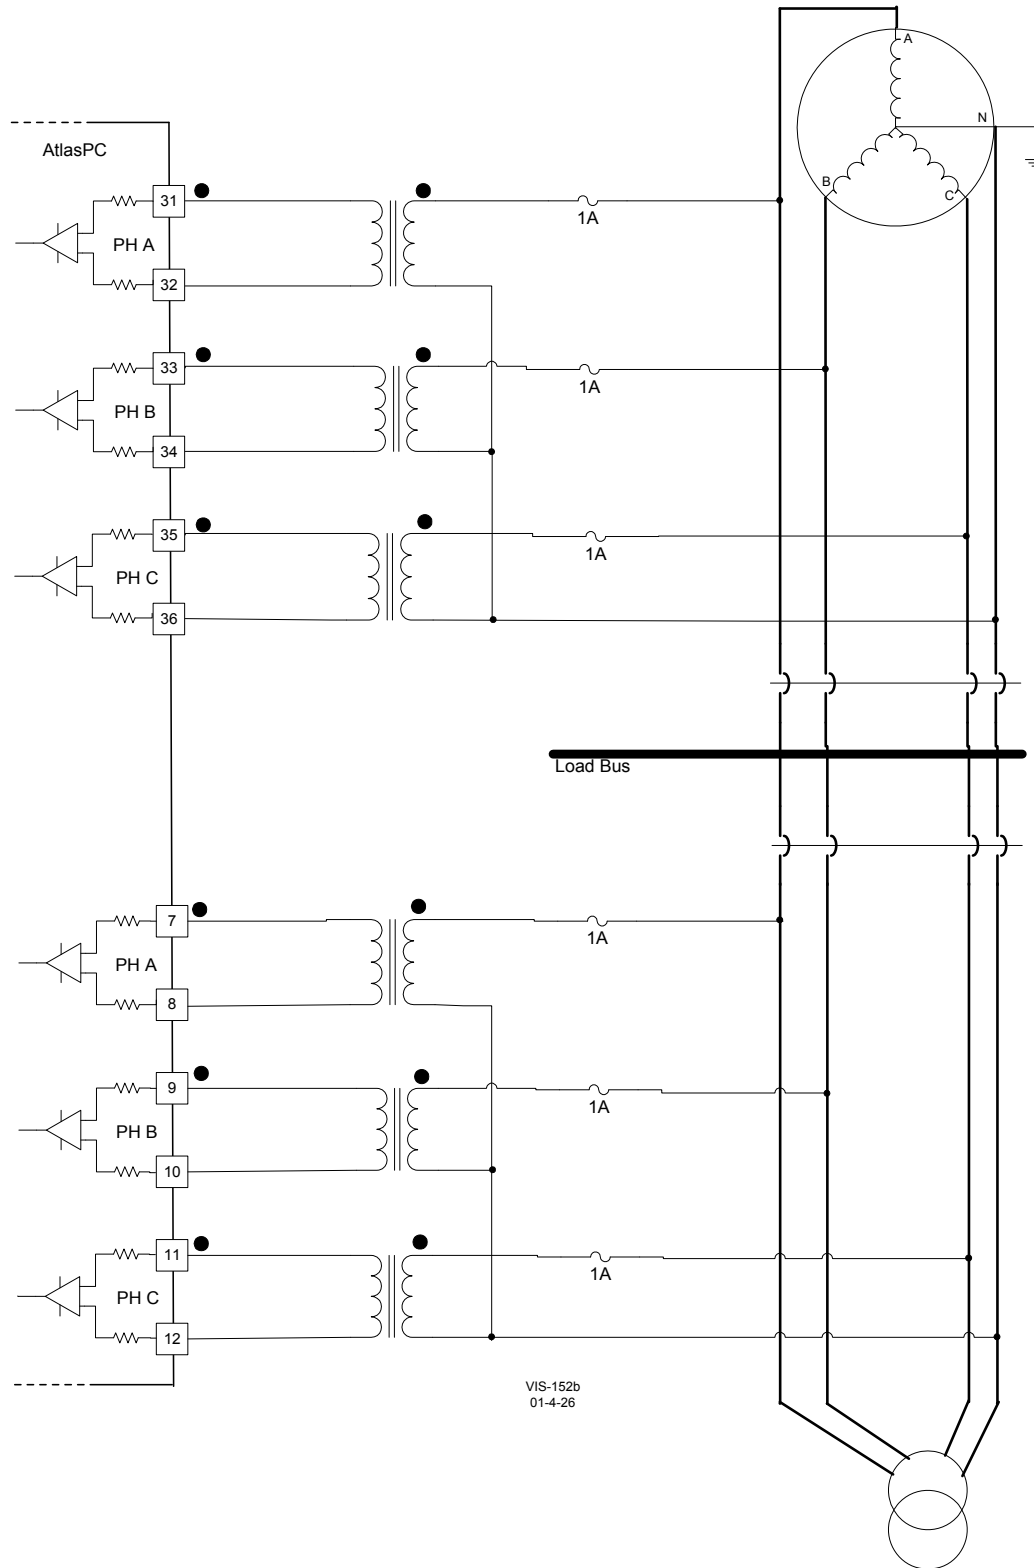 A
N
AtlasPC
B
C
31
1A
PH A
32
33
1A
PH B
34
35
1A
PH C
36
Load Bus
7
1A
PH A
8
9
1A
PH B
10
11
1A
PH C
12
VIS-152b
01-4-26